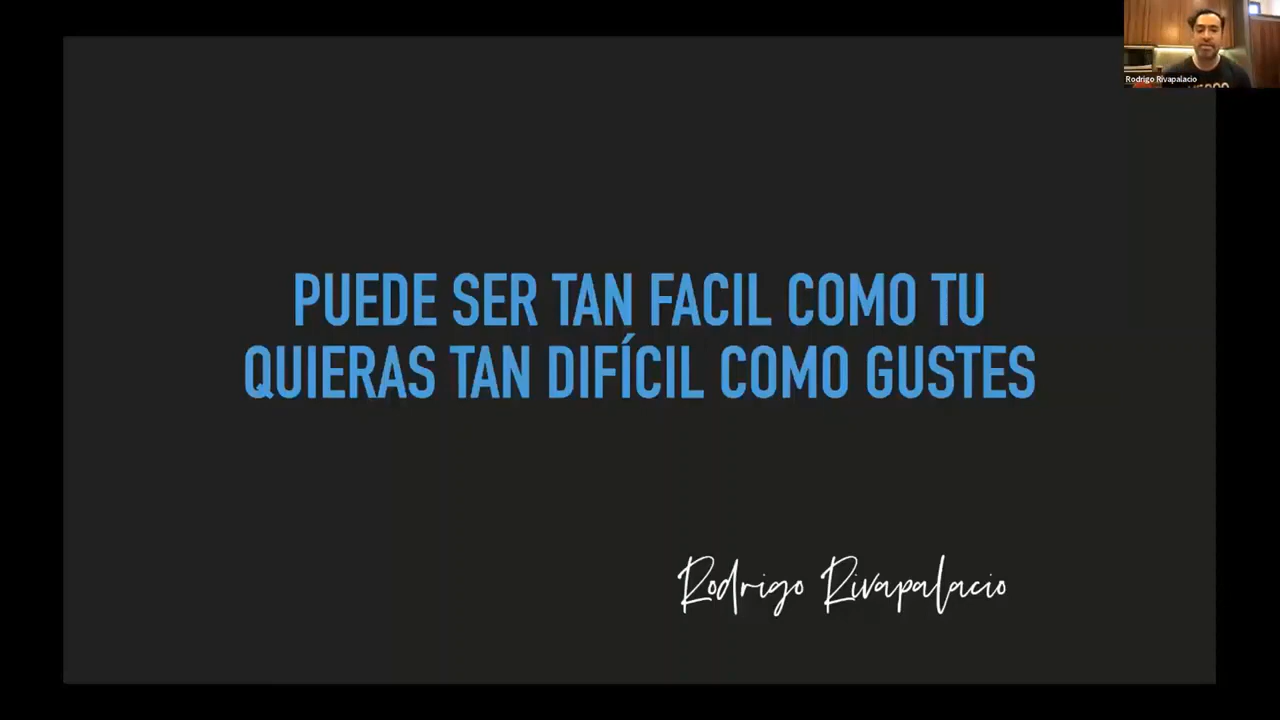 Rodrigo Rivapalacio
PUEDE SER TAN FACIL COMO TU
QUIERAS TAN DIFÍCIL COMO GUSTES
Rodrigo Rivapalacio